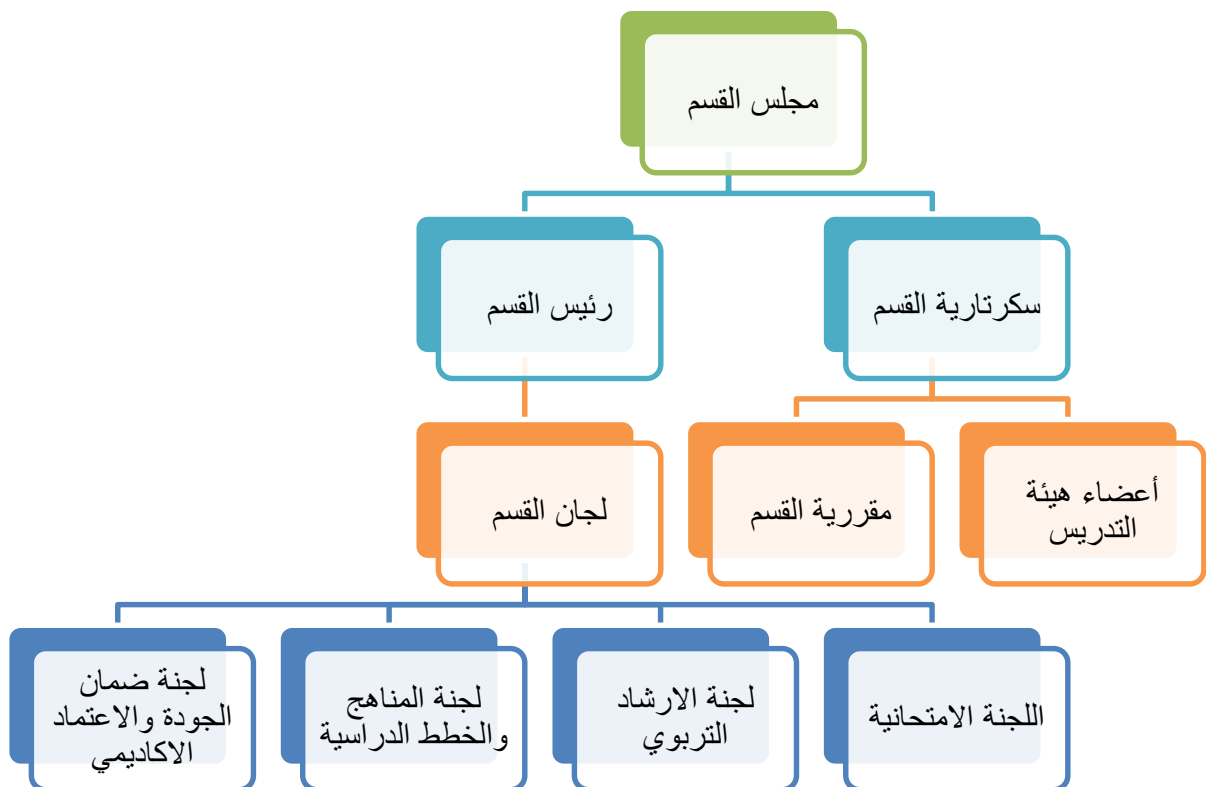 مجلس القسم
سكرتارية القسم
رئيس القسم
أعضاء هيئة
التدريس
مقررية القسم
لجان القسم
اللجنة الامتحانية
لجنة الارشاد
التربوي
لجنة المناهج
والخطط الدراسية
لجنة ضمان
الجودة والاعتماد
الاكاديمي